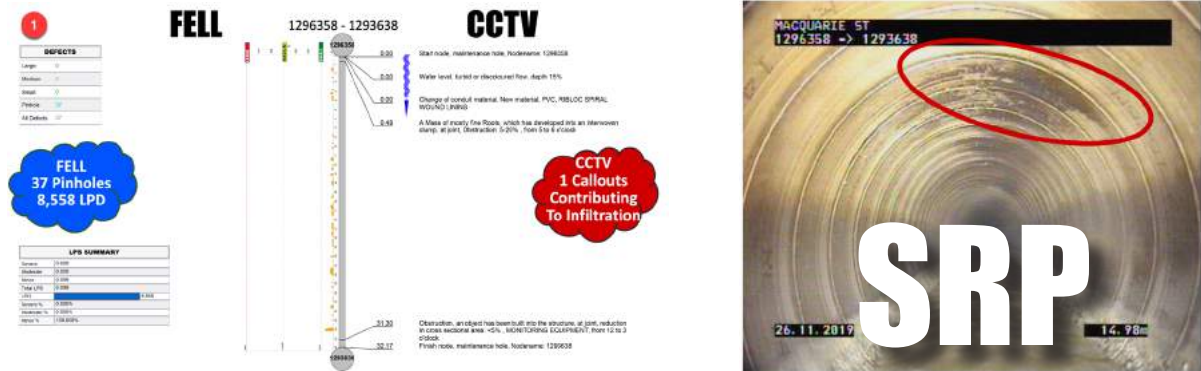 1
FELL
1296358 - 1293638
CCTV
DEFECTS
Large
Medium
Small
Pinhole
All Defects
FELL
37 Pinholes
8,558 LPD
LPS SUMMARY
Total LPS
LPD
1296358
0.00 Start node, maintenance hole, Nodename: 1296358
0.00 Water level, turbid or discoloured flow, depth 15%
0.00 Change of conduit material. New material, PVC, RIBLOC SPIRAL
WOUND LINING
0.49 A Mass of mostly fine Roots, which has developed into an interwoven
clump, at joint, Obstruction 5-20% , from 5 to 6 o'clock
CCTV
1 Callouts
Contributing
To Infiltration
31.30 Obstruction, an object has been built into the structure, at joint, reduction
in cross sectional area: <5% , MONITORING EQUIPMENT, from 12 to 3
o'clock
32.17 Finish node, maintenance hole, Nodename: 1293638
1293638
MACQUARIE ST
1296358 -> 1293638
SRP
26.11.2019
14.98m